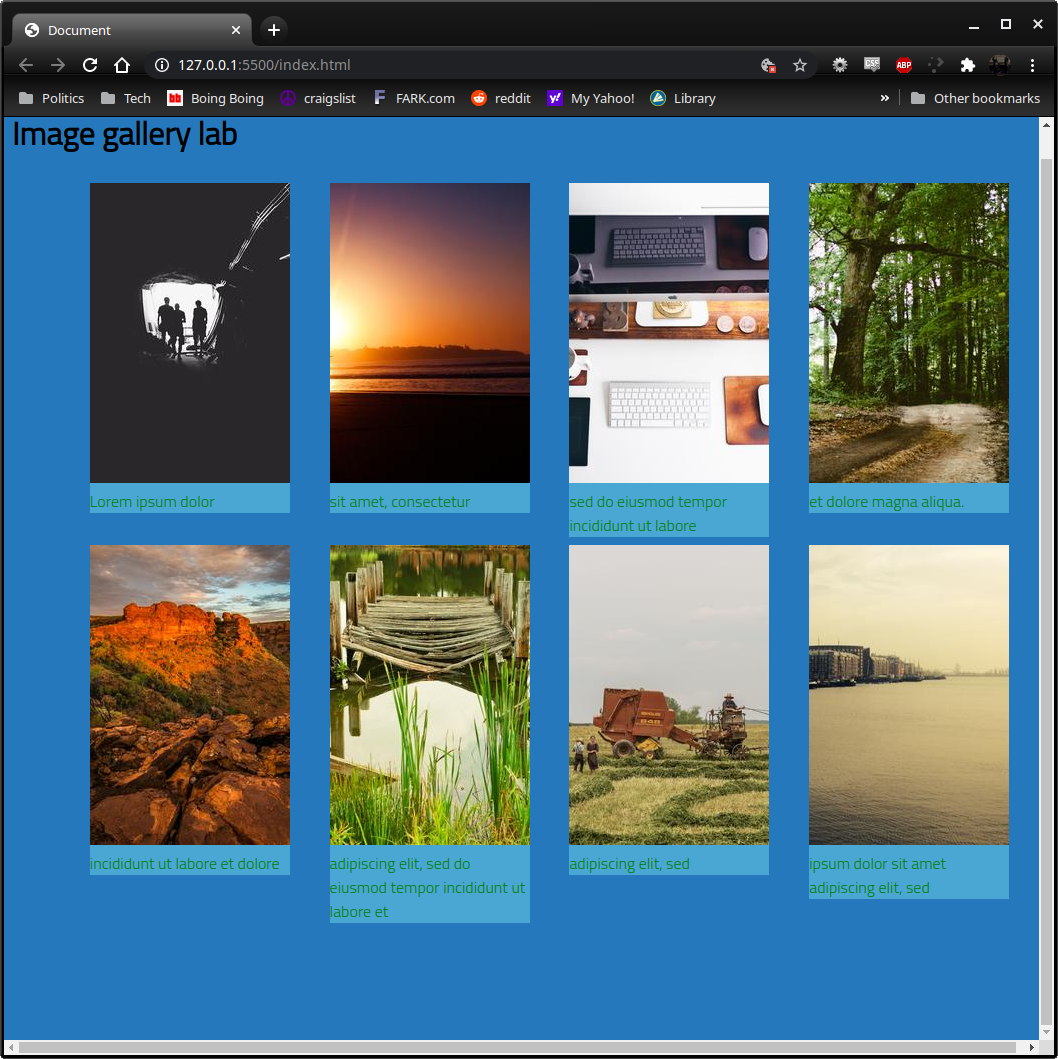 Document
127.0.0.1:5500/index.html
CSS
ABP
Politics
Tech
bb
Boing Boing
craigslist
F
FARK.com
reddit
y!
My Yahoo!
Library
»
Other bookmarks
Image gallery lab
Lorem ipsum dolor
sit amet, consectetur
sed do eiusmod tempor
incididunt ut labore
et dolore magna aliqua.
incididunt ut labore et dolore
adipiscing elit, sed do
eiusmod tempor incididunt ut
labore et
adipiscing elit, sed
ipsum dolor sit amet
adipiscing elit, sed